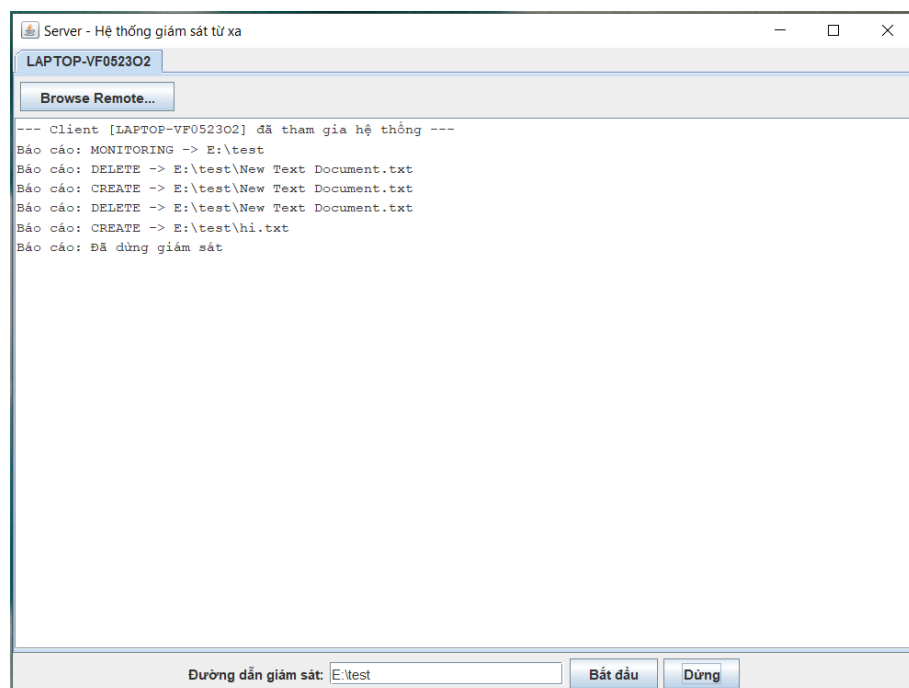 Server - Hệ thống giám sát từ xa
LAPTOP-VF0523O2
Browse Remote...
--- Client [LAPTOP-VF0523O2] đã tham gia hệ thống ---
Báo cáo: MONITORING -> E:\test
Báo cáo: DELETE -> E:\test\New Text Document.txt
Báo cáo: CREATE -> E:\test\New Text Document.txt
Báo cáo: DELETE -> E:\test\New Text Document.txt
Báo cáo: CREATE -> E:\test\hi.txt
Báo cáo: Đã dừng giám sát
Đường dẫn giám sát: E:\test Bắt đầu Dừng